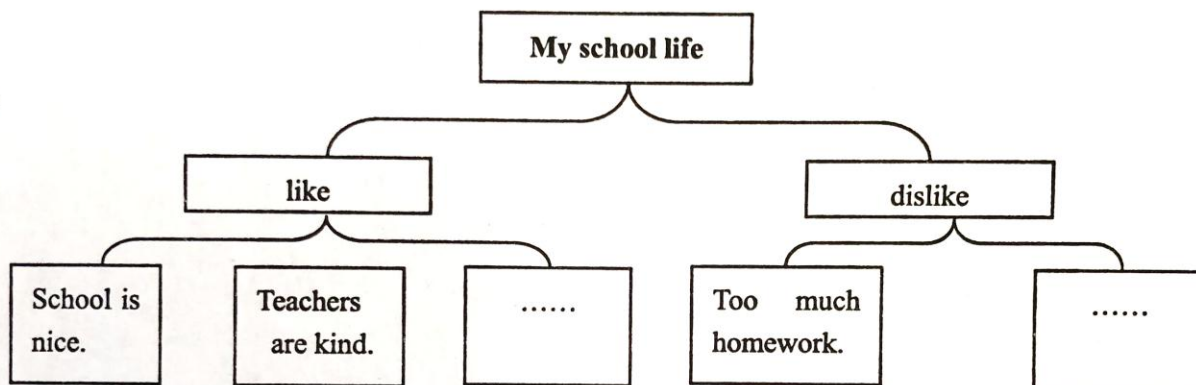 My school life
like
dislike
School is
nice.
Teachers
are kind.
......
Too much
homework.
......